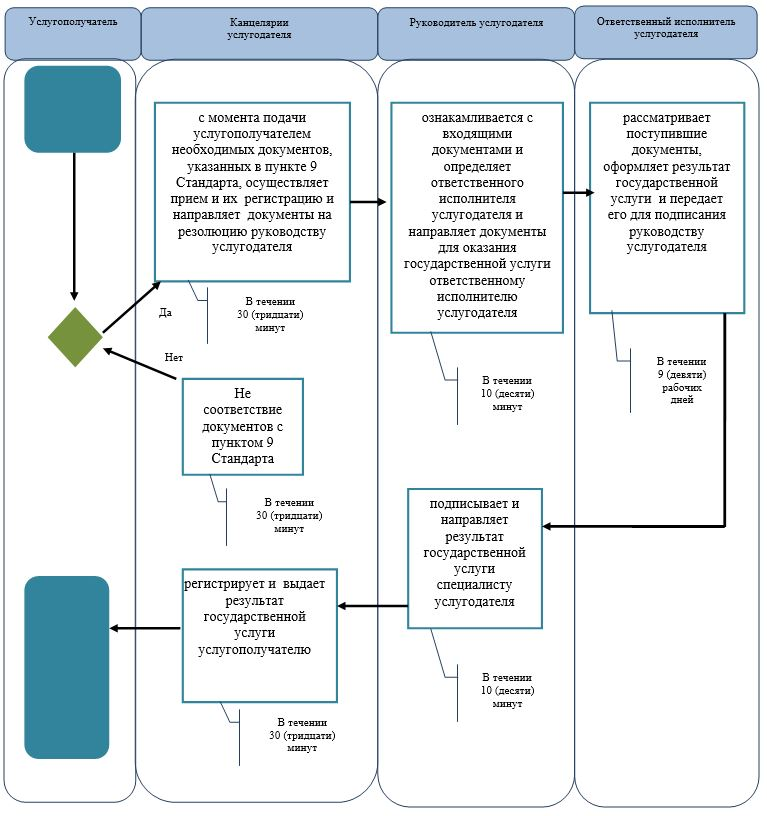 Услугополучатель
Канцелярии
услугодателя
Руководитель услугодателя
Ответственный исполнитель
услугодателя
с момента подачи
услугополучателем
необходимых документов,
указанных в пункте 9
Стандарта, осуществляет
прием и их регистрацию и
направляет документы на
резолюцию руководству
услугодателя
ознакамливается с
входящими
документами и
определяет
ответственного
исполнителя
услугодателя и
направляет документы
для оказания
государственной услуги
ответственному
исполнителю
услугодателя
рассматривает
поступившие
документы,
оформляет результат
государственной
услуги и передает
его для подписания
руководству
услугодателя
Да
В течении
30 (тридцати)
минут
Нет
В течении
10 (десяти)
минут
В течении
9 (девяти)
рабочих
дней
Не
соответствие
документов с
пунктом 9
Стандарта
В течении
30 (тридцати)
минут
подписывает и
направляет
результат
государственной
услуги
специалисту
услугодателя
регистрирует и выдает
результат
государственной
услуги
услугополучателю
В течении
10 (десяти)
минут
В течении
30 (тридцати)
минут